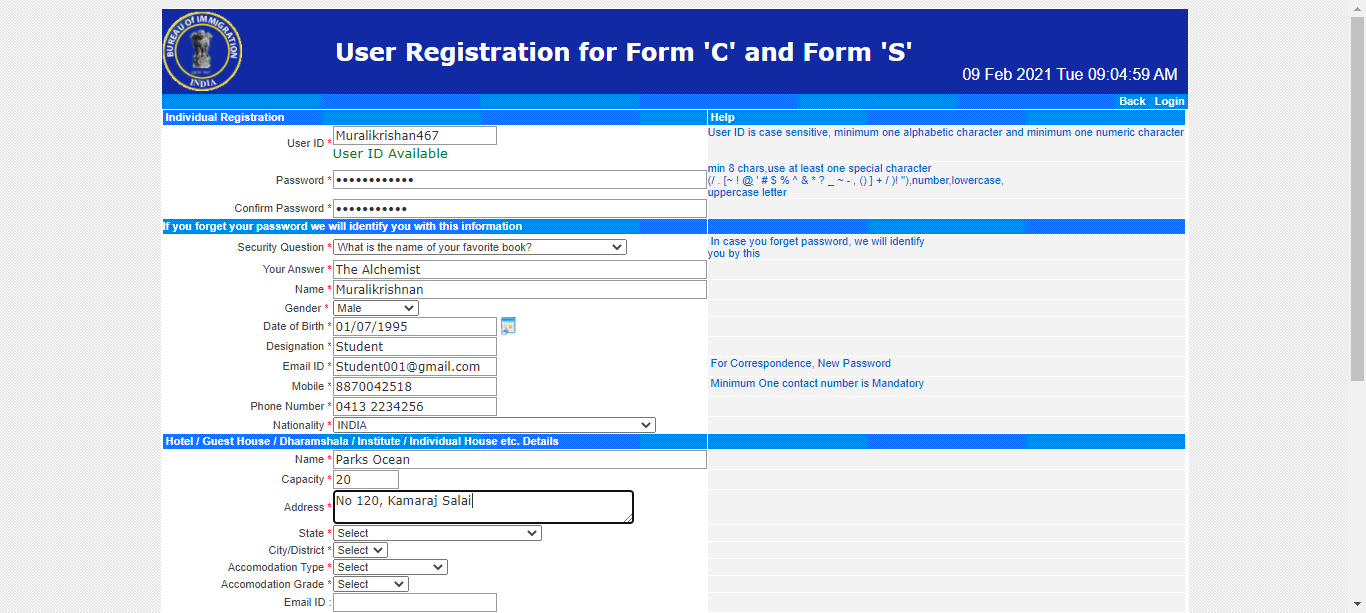 BUREAU OF IMMIGRATION
INDIA
User Registration for Form 'C' and Form 'S'
09 Feb 2021 Tue 09:04:59 AM
Back Login
Individual Registration Help
User ID * Muralikrishan467 User ID is case sensitive, minimum one alphabetic character and minimum one numeric character
User ID Available
Password * •••••••••••• min 8 chars,use at least one special character
(/ . [~ ! @ ' # $ % ^ & * ? _ ~ - , () ] + / )! "),number,lowercase,
uppercase letter
Confirm Password * •••••••••••
If you forget your password we will identify you with this information
Security Question * What is the name of your favorite book? In case you forget password, we will identify
you by this
Your Answer * The Alchemist
Name * Muralikrishnan
Gender * Male
Date of Birth * 01/07/1995
Designation * Student
Email ID * Student001@gmail.com For Correspondence, New Password
Mobile * 8870042518 Minimum One contact number is Mandatory
Phone Number * 0413 2234256
Nationality * INDIA
Hotel / Guest House / Dharamshala / Institute / Individual House etc. Details
Name * Parks Ocean
Capacity * 20
Address * No 120, Kamaraj Salai
State * Select
City/District * Select
Accomodation Type * Select
Accomodation Grade * Select
Email ID :